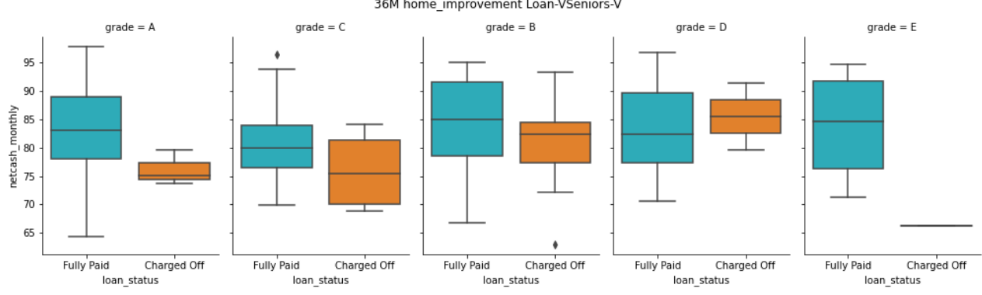 36M home_improvement Loan-VSeniors-V
grade = A
grade = C
grade = B
grade = D
grade = E
netcash_monthly
95
90
85
80
75
70
65
Fully Paid Charged Off
loan_status
Fully Paid Charged Off
loan_status
Fully Paid Charged Off
loan_status
Fully Paid Charged Off
loan_status
Fully Paid Charged Off
loan_status